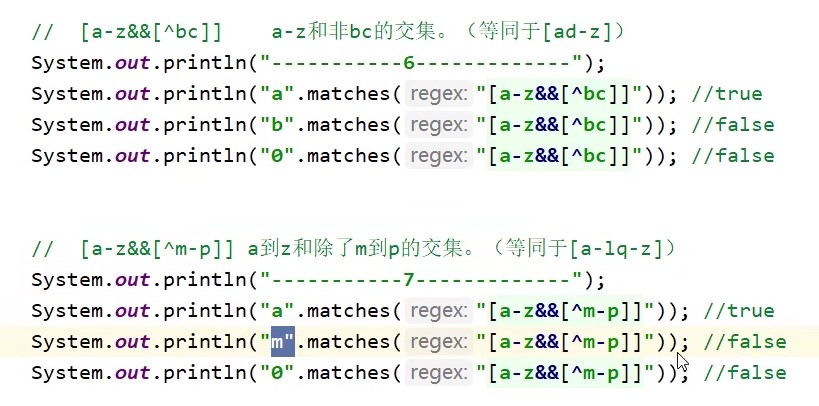 //  [a-z&&[^bc]]    a-z和非bc的交集。（等同于[ad-z]）
System.out.println("-----------6-------------");
System.out.println("a".matches( regex: "[a-z&&[^bc]]")); //true
System.out.println("b".matches( regex: "[a-z&&[^bc]]")); //false
System.out.println("0".matches( regex: "[a-z&&[^bc]]")); //false
//  [a-z&&[^m-p]] a到z和除了m到p的交集。（等同于[a-lq-z]）
System.out.println("-----------7-------------");
System.out.println("a".matches( regex: "[a-z&&[^m-p]]")); //true
System.out.println("m".matches( regex: "[a-z&&[^m-p]]")); //false
System.out.println("0".matches( regex: "[a-z&&[^m-p]]")); //false